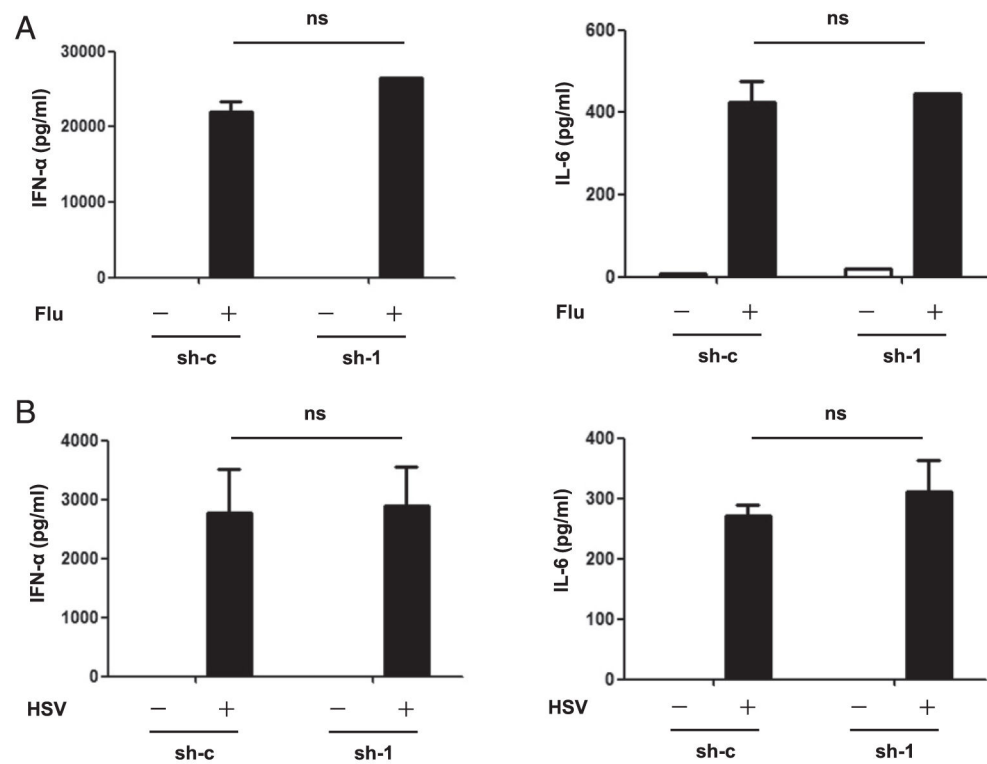 A
ns
ns
30000
20000
10000
0
IFN-α (pg/ml)
600
400
200
0
IL-6 (pg/ml)
Flu − + − +
sh-c sh-1
Flu − + − +
sh-c sh-1
B
ns
ns
4000
3000
2000
1000
0
IFN-α (pg/ml)
400
300
200
100
0
IL-6 (pg/ml)
HSV − + − +
sh-c sh-1
HSV − + − +
sh-c sh-1